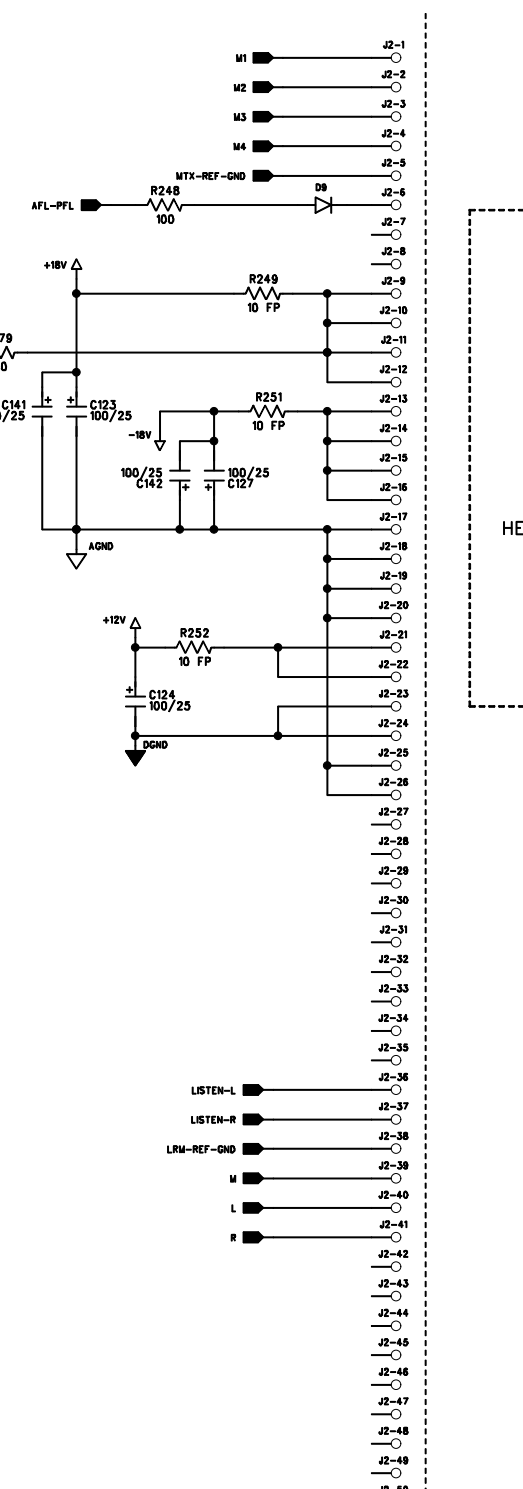 J2-1
M1
J2-2
M2
J2-3
M3
J2-4
M4
J2-5
MTX-REF-GND
R248
D9
J2-6
AFL-PFL
100
J2-7
+18V
J2-8
R249
J2-9
10 FP
J2-10
79
J2-11
0
J2-12
R251
J2-13
C141
C123
/25
100/25
10 FP
-18V
J2-14
J2-15
100/25
C142
100/25
C127
J2-16
J2-17
HE
AGND
J2-18
J2-19
J2-20
+12V
R252
J2-21
10 FP
J2-22
C124
100/25
J2-23
J2-24
DGND
J2-25
J2-26
J2-27
J2-28
J2-29
J2-30
J2-31
J2-32
J2-33
J2-34
J2-35
J2-36
LISTEN-L
J2-37
LISTEN-R
J2-38
LRM-REF-GND
J2-39
M
J2-40
L
J2-41
R
J2-42
J2-43
J2-44
J2-45
J2-46
J2-47
J2-48
J2-49